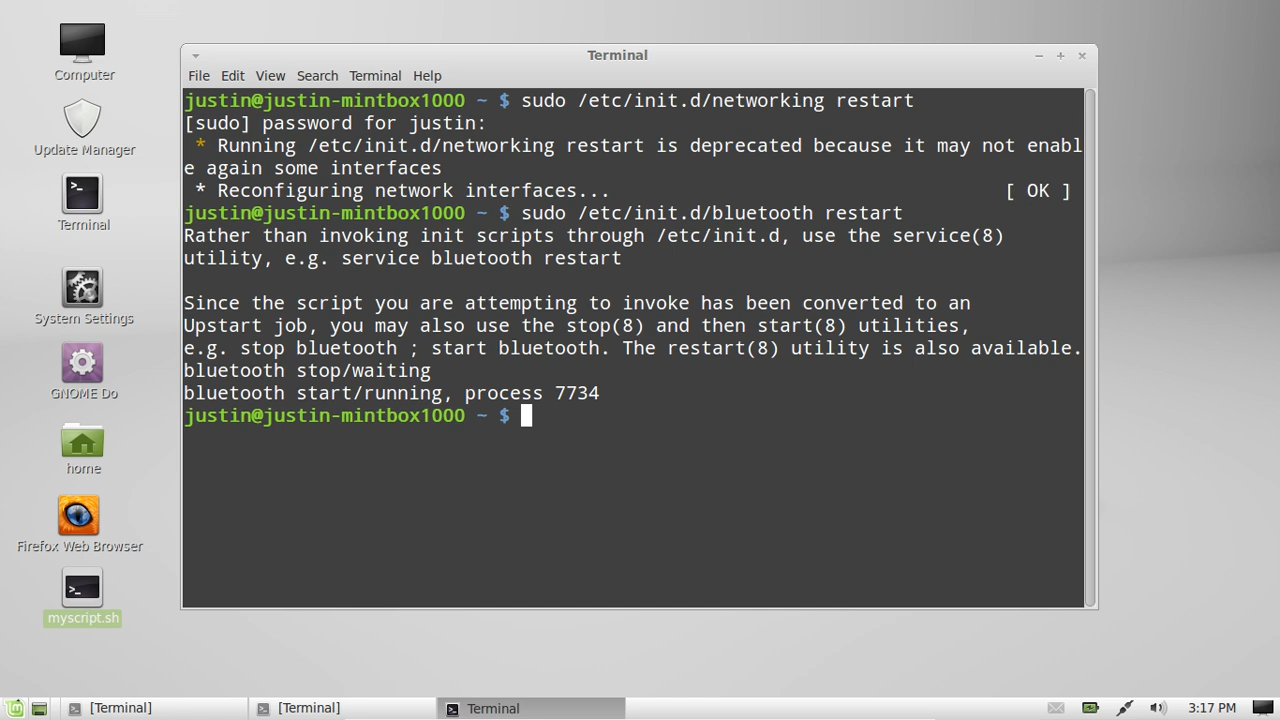 Computer
Update Manager
Terminal
System Settings
GNOME Do
home
Firefox Web Browser
myscript.sh
Terminal
File Edit View Search Terminal Help
justin@justin-mintbox1000 ~ $ sudo /etc/init.d/networking restart
[sudo] password for justin:
* Running /etc/init.d/networking restart is deprecated because it may not enabl
e again some interfaces
* Reconfiguring network interfaces... [ OK ]
justin@justin-mintbox1000 ~ $ sudo /etc/init.d/bluetooth restart
Rather than invoking init scripts through /etc/init.d, use the service(8)
utility, e.g. service bluetooth restart
Since the script you are attempting to invoke has been converted to an
Upstart job, you may also use the stop(8) and then start(8) utilities,
e.g. stop bluetooth ; start bluetooth. The restart(8) utility is also available.
bluetooth stop/waiting
bluetooth start/running, process 7734
justin@justin-mintbox1000 ~ $
[Terminal] [Terminal] Terminal 3:17 PM